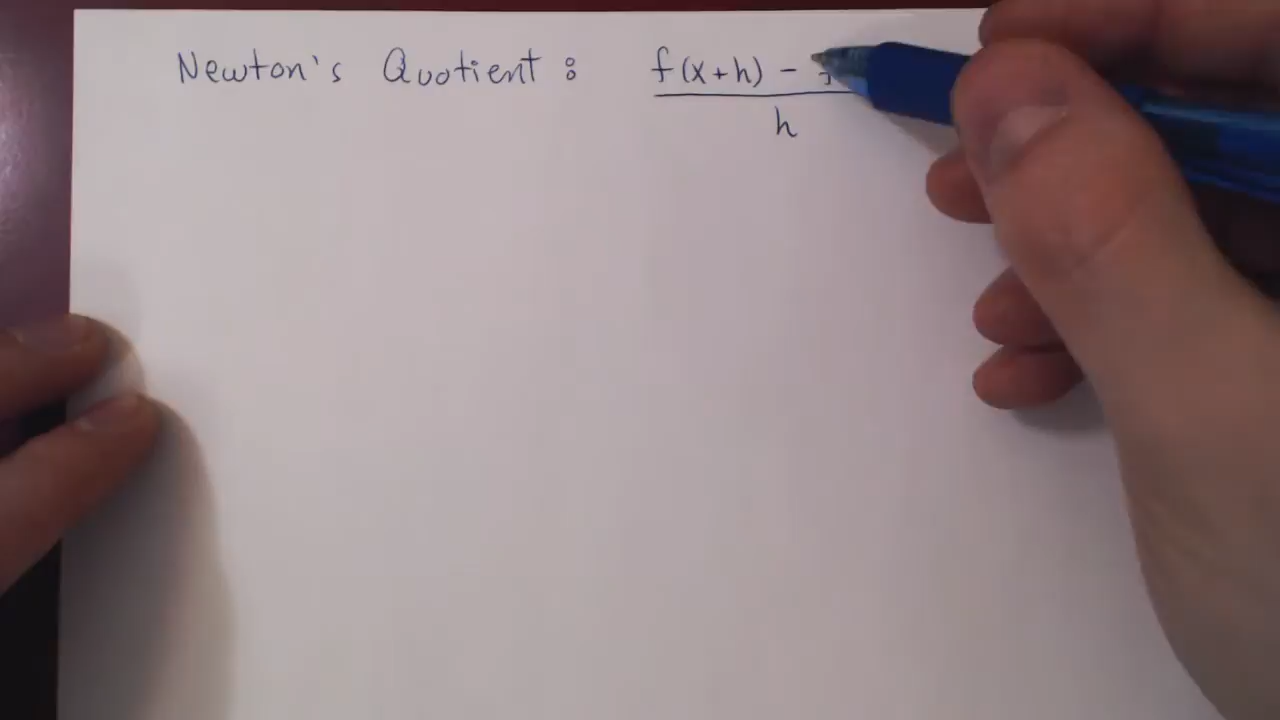 Newton's Quotient : f(x+h) -
h